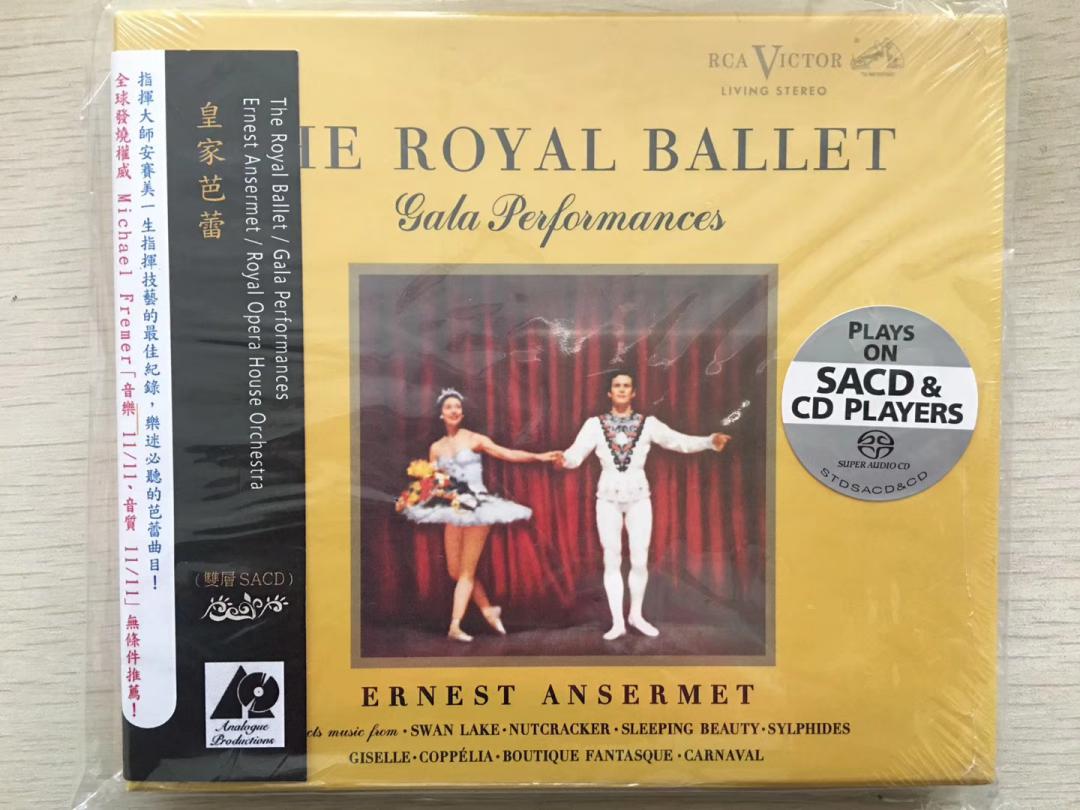 指揮大師安賽美一生指揮技藝的最佳紀錄，樂迷必聽的芭蕾曲目！
全球發燒權威 Michael Fremer「音樂 11/11、音質 11/11」無條件推薦！
皇家芭蕾
The Royal Ballet / Gala Performances
Ernest Ansermet / Royal Opera House Orchestra
（雙層SACD）
Analogue
Productions
RCA VICTOR
LIVING STEREO
HE ROYAL BALLET
Gala Performances
PLAYS
ON
SACD &
CD PLAYERS
SUPER AUDIO CD
STDSACD&CD
ERNEST ANSERMET
cts music from · SWAN LAKE · NUTCRACKER · SLEEPING BEAUTY · SYLPHIDES
GISELLE · COPPÉLIA · BOUTIQUE FANTASQUE · CARNAVAL